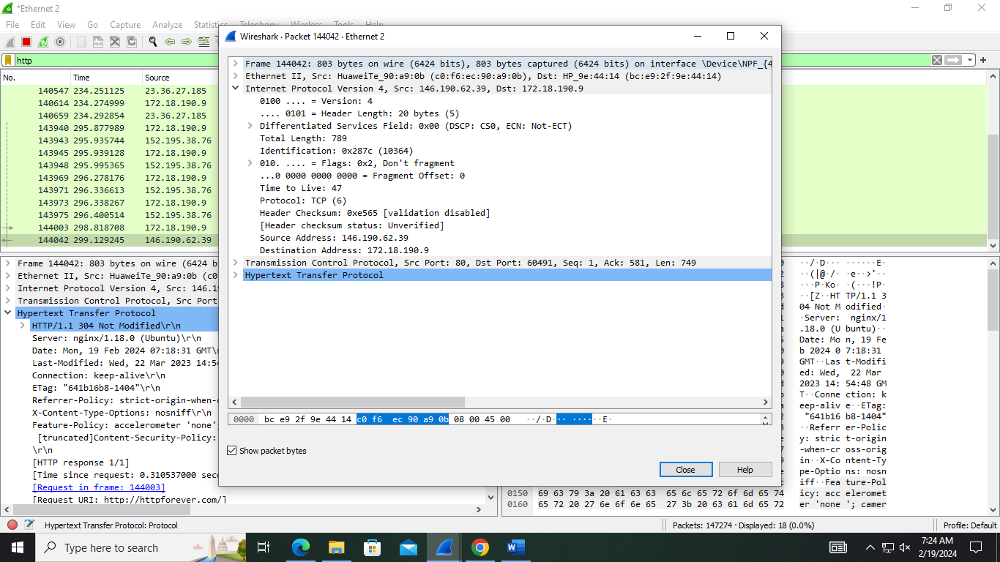 *Ethernet 2
File Edit View Go Capture Analyze Statistics Telephony Wireless Tools Help
http
No. Time Source
140547 234.251125 23.36.27.185
140614 234.274999 172.18.190.9
140659 234.292854 23.36.27.185
143940 295.877989 172.18.190.9
143943 295.935744 152.195.38.76
143945 295.939128 172.18.190.9
143948 295.995365 152.195.38.76
143969 296.278176 172.18.190.9
143971 296.336613 152.195.38.76
143973 296.338267 172.18.190.9
143975 296.400514 152.195.38.76
144003 298.818708 172.18.190.9
144042 299.129245 146.190.62.39
Frame 144042: 803 bytes on wire (6424 b
Ethernet II, Src: HuaweiTe_90:a9:0b (c0
Internet Protocol Version 4, Src: 146.1
Transmission Control Protocol, Src Port
Hypertext Transfer Protocol
HTTP/1.1 304 Not Modified\r\n
Server: nginx/1.18.0 (Ubuntu)\r\n
Date: Mon, 19 Feb 2024 07:18:31 GMT\
Last-Modified: Wed, 22 Mar 2023 14:54
Connection: keep-alive\r\n
ETag: "641b16b8-1404"\r\n
Referrer-Policy: strict-origin-when-
X-Content-Type-Options: nosniff\r\n
Feature-Policy: accelerometer 'none'
[truncated]Content-Security-Policy:
\r\n
[HTTP response 1/1]
[Time since request: 0.310537000 seco
[Request in frame: 144003]
[Request URI: http://httpforever.com/]
Wireshark · Packet 144042 · Ethernet 2
Frame 144042: 803 bytes on wire (6424 bits), 803 bytes captured (6424 bits) on interface \Device\NPF_{4
Ethernet II, Src: HuaweiTe_90:a9:0b (c0:f6:ec:90:a9:0b), Dst: HP_9e:44:14 (bc:e9:2f:9e:44:14)
Internet Protocol Version 4, Src: 146.190.62.39, Dst: 172.18.190.9
0100 .... = Version: 4
.... 0101 = Header Length: 20 bytes (5)
Differentiated Services Field: 0x00 (DSCP: CS0, ECN: Not-ECT)
Total Length: 789
Identification: 0x287c (10364)
010. .... = Flags: 0x2, Don't fragment
...0 0000 0000 0000 = Fragment Offset: 0
Time to Live: 47
Protocol: TCP (6)
Header Checksum: 0xe565 [validation disabled]
[Header checksum status: Unverified]
Source Address: 146.190.62.39
Destination Address: 172.18.190.9
Transmission Control Protocol, Src Port: 80, Dst Port: 60491, Seq: 1, Ack: 581, Len: 749
Hypertext Transfer Protocol
0000 bc e9 2f 9e 44 14 c0 f6 ec 90 a9 0b 08 00 45 00 ··/·D··· ······E·
Show packet bytes
Close Help
··/·D··· ······E·
··(|@·/· ·e··>'··
···P·Ko· ·(···!P·
··[Z··HT TP/1.1 3
04 Not M odified·
·Server: nginx/1
.18.0 (U buntu)··
Date: Mo n, 19 Fe
b 2024 0 7:18:31
GMT··Las t-Modifi
ed: Wed, 22 Mar
2023 14: 54:48 GM
T··Conne ction: k
eep-aliv e··ETag:
"641b16 b8-1404"
··Referr er-Polic
y: stric t-origin
-when-cr oss-orig
in··X-Co ntent-Ty
pe-Optio ns: nosn
iff··Fea ture-Pol
0150 69 63 79 3a 20 61 63 63 65 6c 65 72 6f 6d 65 74 icy: acc eleromet
0160 65 72 20 27 6e 6f 6e 65 27 3b 20 63 61 6d 65 72 er 'none '; camer
Hypertext Transfer Protocol: Protocol
Packets: 147274 · Displayed: 18 (0.0%)
Profile: Default
Type here to search
7:24 AM
2/19/2024